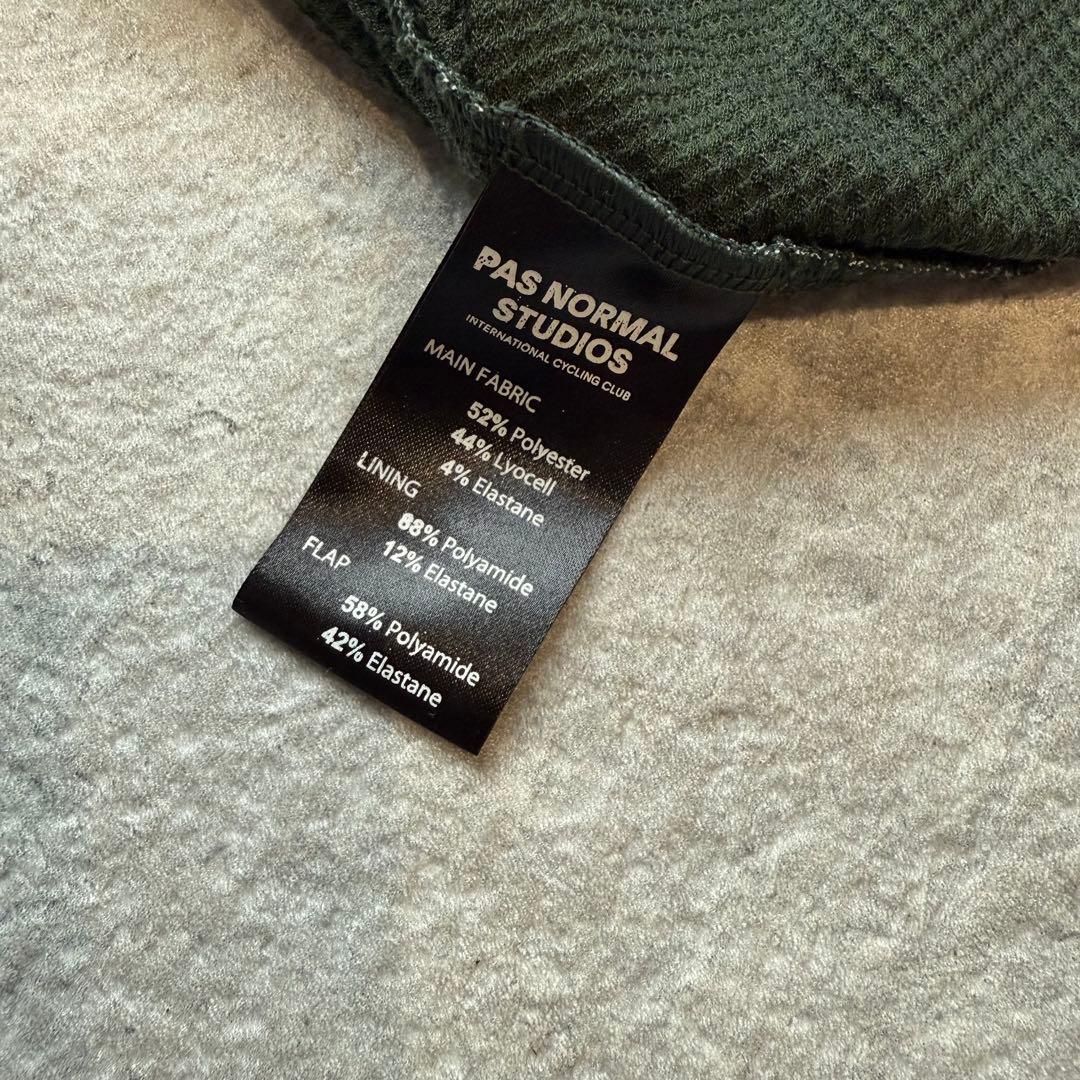 PAS NORMAL
STUDIOS
INTERNATIONAL CYCLING CLUB
MAIN FABRIC
52% Polyester
44% Lyocell
4% Elastane
LINING
88% Polyamide
12% Elastane
FLAP
58% Polyamide
42% Elastane